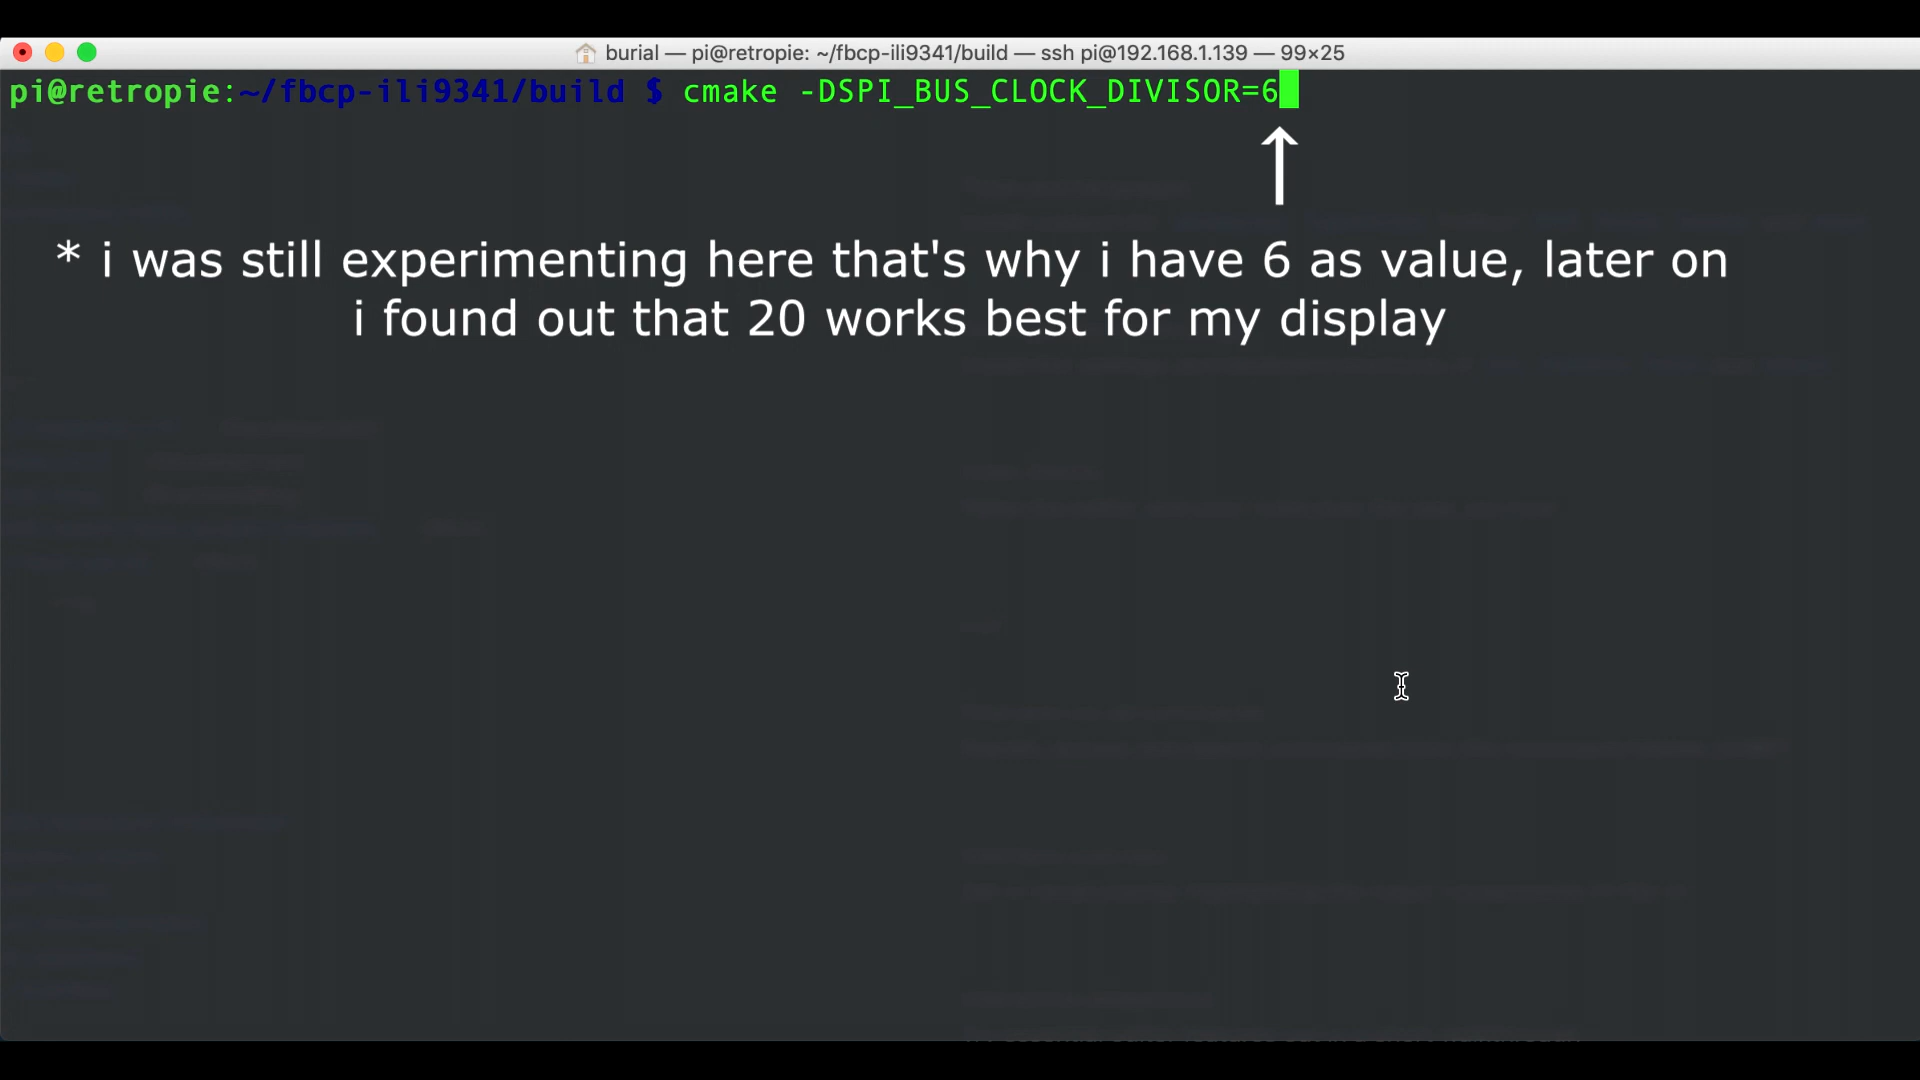 burial — pi@retropie: ~/fbcp-ili9341/build — ssh pi@192.168.1.139 — 99×25
pi@retropie:~/fbcp-ili9341/build $ cmake -DSPI_BUS_CLOCK_DIVISOR=6
* i was still experimenting here that's why i have 6 as value, later on
i found out that 20 works best for my display